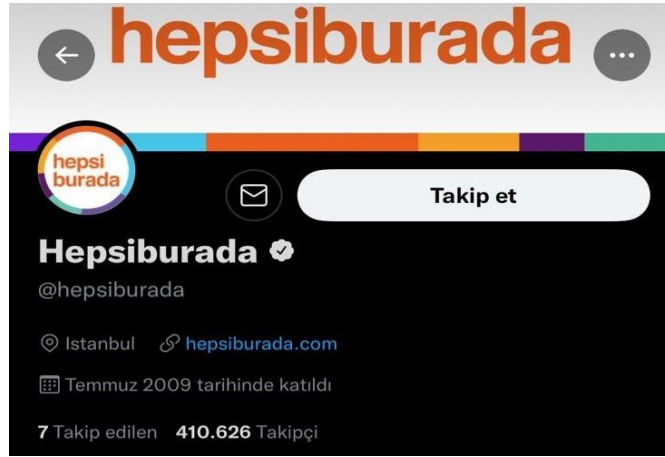 hepsiburada
hepsi
burada
Takip et
Hepsiburada
@hepsiburada
Istanbul hepsiburada.com
Temmuz 2009 tarihinde katıldı
7 Takip edilen 410.626 Takipçi